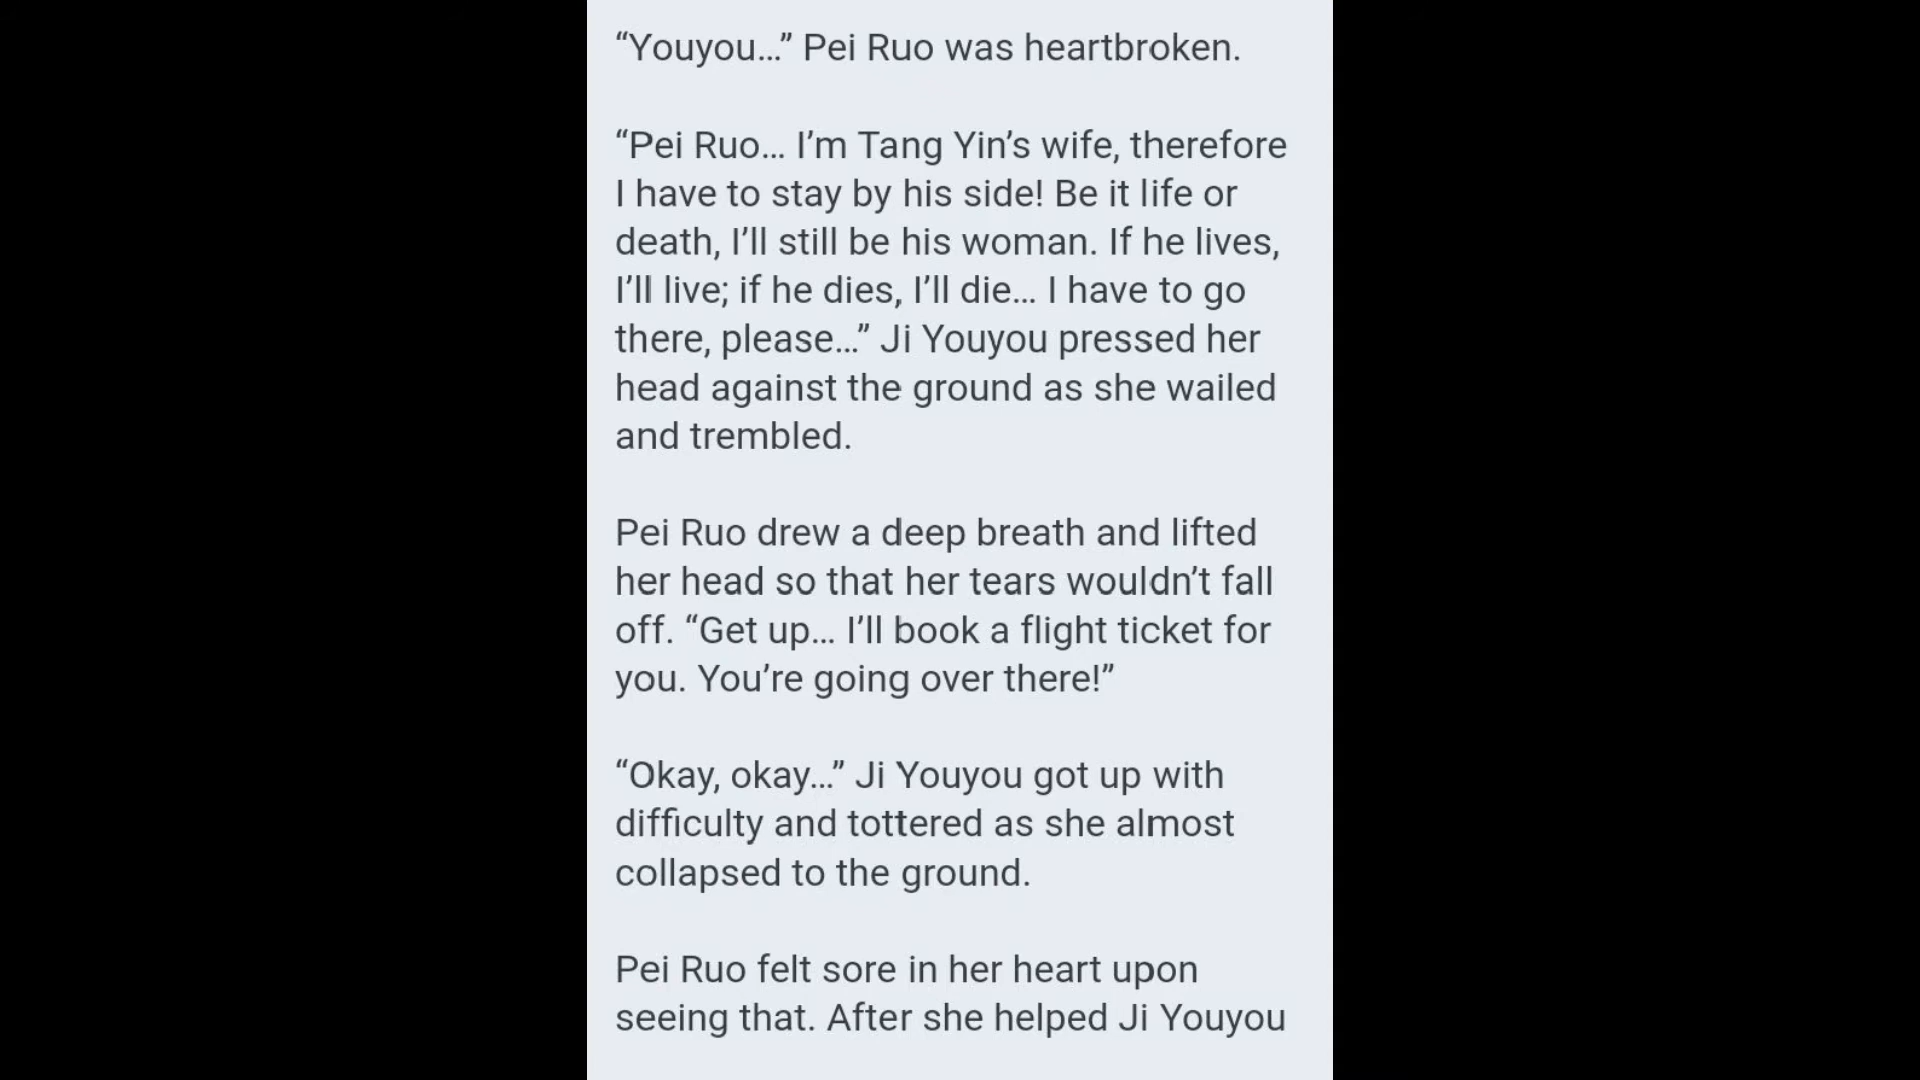 “Youyou…” Pei Ruo was heartbroken.
“Pei Ruo… I’m Tang Yin’s wife, therefore
I have to stay by his side! Be it life or
death, I’ll still be his woman. If he lives,
I’ll live; if he dies, I’ll die… I have to go
there, please…” Ji Youyou pressed her
head against the ground as she wailed
and trembled.
Pei Ruo drew a deep breath and lifted
her head so that her tears wouldn’t fall
off. “Get up… I’ll book a flight ticket for
you. You’re going over there!”
“Okay, okay…” Ji Youyou got up with
difficulty and tottered as she almost
collapsed to the ground.
Pei Ruo felt sore in her heart upon
seeing that. After she helped Ji Youyou